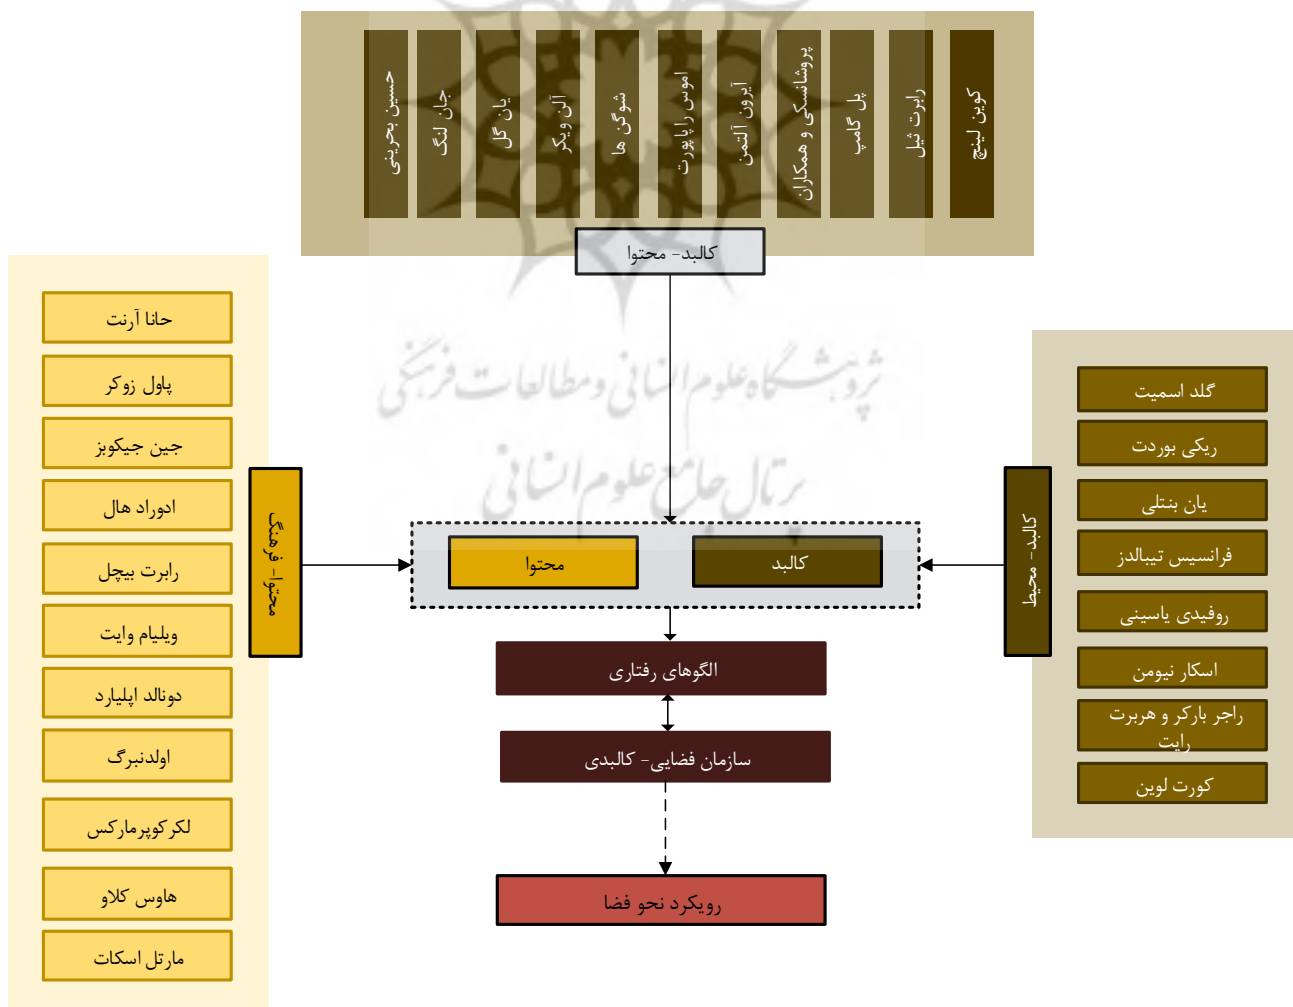 کوین لینچ
رابرت ثیل
پل گامپ
پروشانسکی و همکاران
آیرون آلتمن
اموس راپاپورت
شوگن ها
آلن ویکر
یان گل
جان لنگ
حسین بحرینی
کالبد- محتوا
پژوهشگاه علوم انسانی و مطالعات فرهنگی
پرتال جامع علوم انسانی
گلد اسمیت
ریکی بوردت
یان بنتلی
فرانسیس تیبالدز
روفیدی یاسینی
اسکار نیومن
راجر بارکر و هربرت
رایت
کورت لوین
کالبد- محیط
کالبد
محتوا
محتوا- فرهنگ
حانا آرنت
پاول زوکر
جین جیکوبز
ادوراد هال
رابرت بیچل
ویلیام وایت
دونالد اپلیارد
اولدنبرگ
لکرکوپرمارکس
هاوس کلاو
مارتل اسکات
الگوهای رفتاری
سازمان فضایی- کالبدی
رویکرد نحو فضا